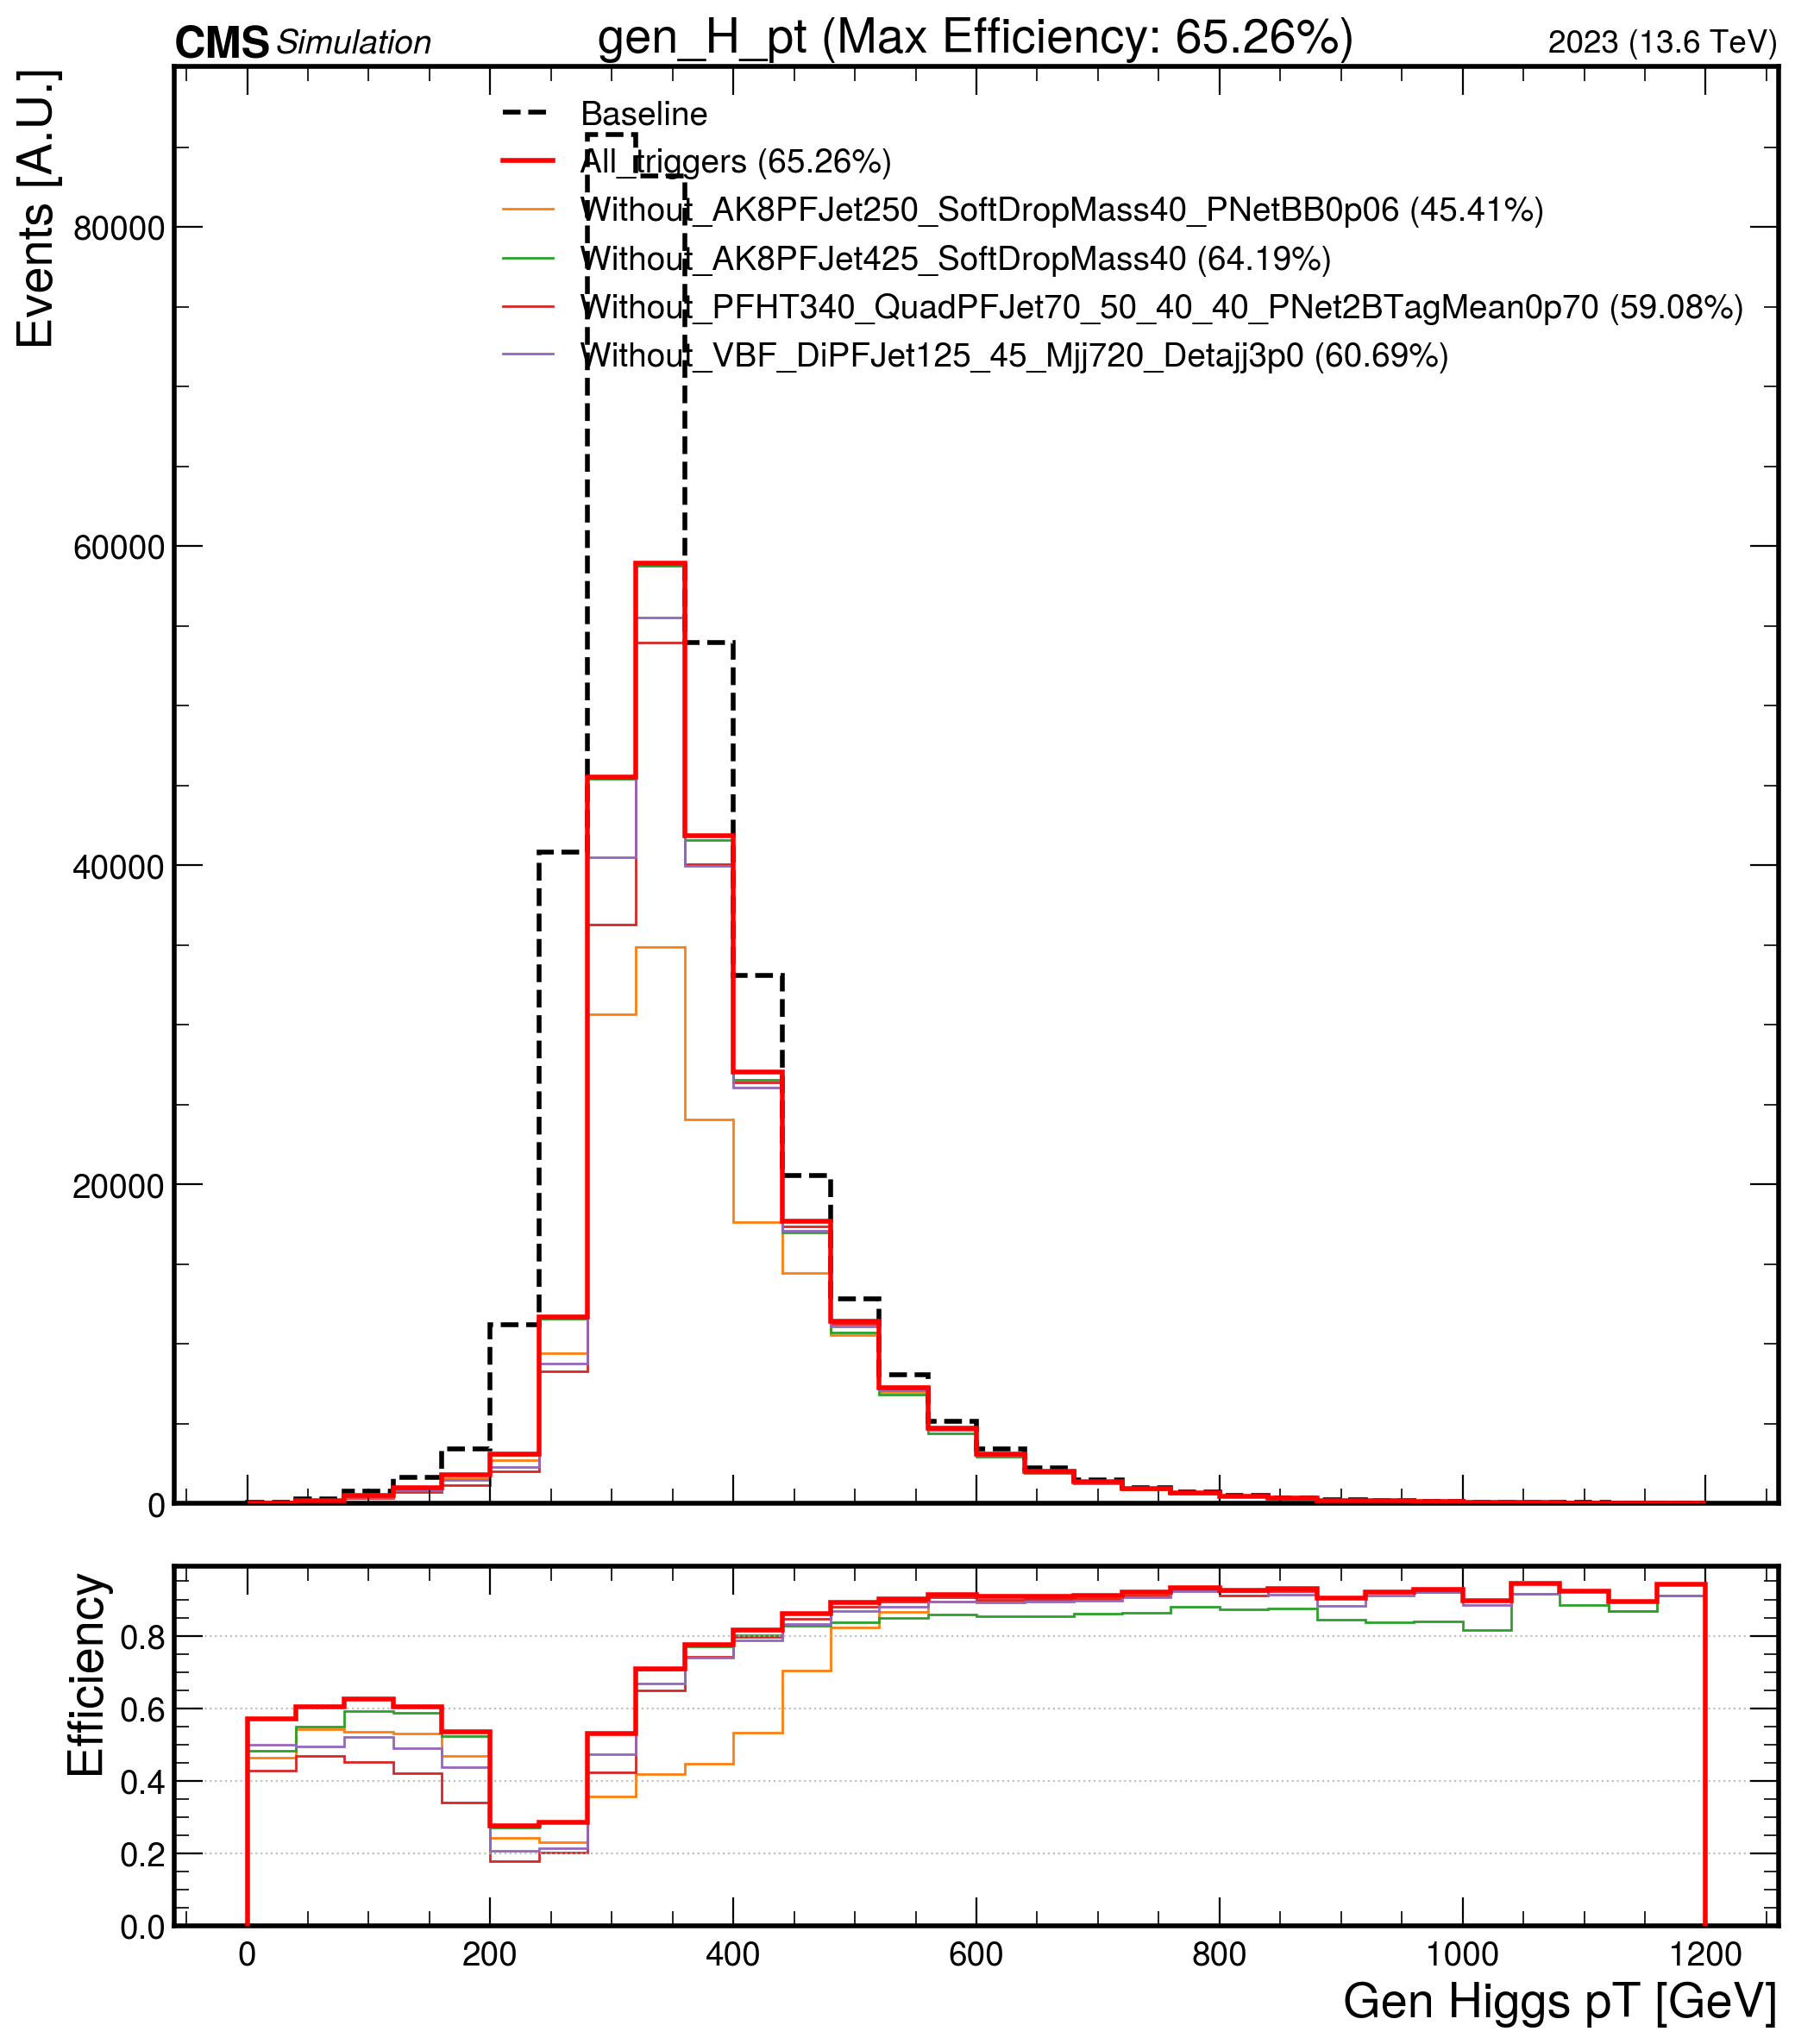 CMS Simulation gen_H_pt (Max Efficiency: 65.26%) 2023 (13.6 TeV)
Events [A.U.]
Baseline
All_triggers (65.26%)
Without_AK8PFJet250_SoftDropMass40_PNetBB0p06 (45.41%)
Without_AK8PFJet425_SoftDropMass40 (64.19%)
Without_PFHT340_QuadPFJet70_50_40_40_PNet2BTagMean0p70 (59.08%)
Without_VBF_DiPFJet125_45_Mjj720_Detajj3p0 (60.69%)
80000
60000
40000
20000
0
Efficiency
0.8
0.6
0.4
0.2
0.0
0 200 400 600 800 1000 1200
Gen Higgs pT [GeV]